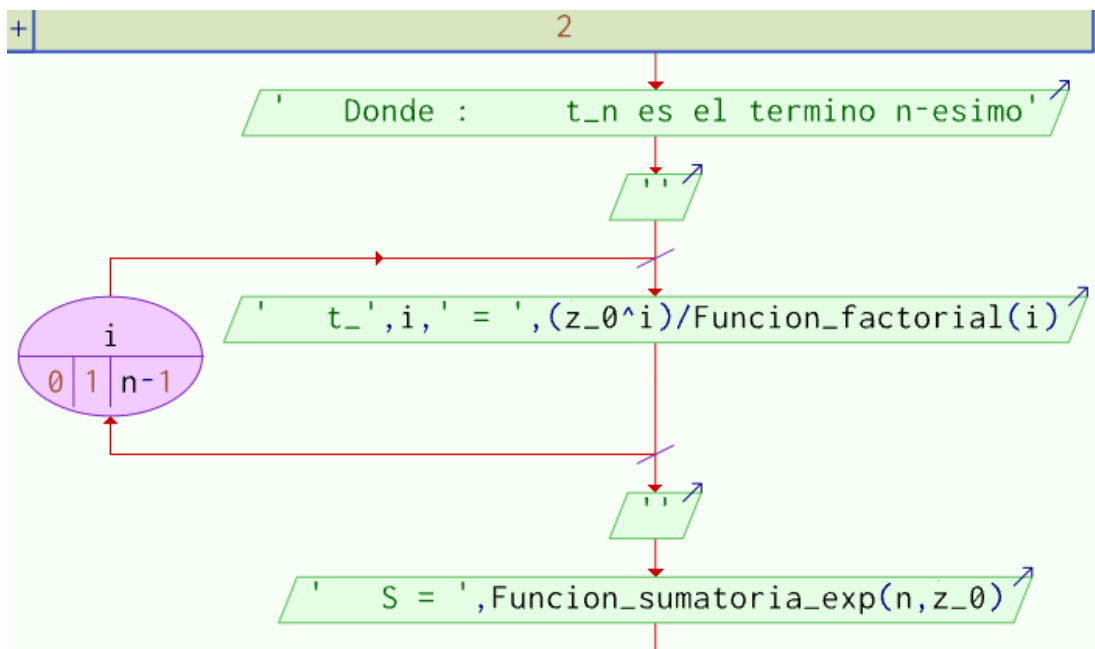 + 2
'   Donde :     t_n es el termino n-esimo'
''
'   t_',i,' = ',(z_0^i)/Funcion_factorial(i)
i
0 1 n-1
''
'   S = ',Funcion_sumatoria_exp(n,z_0)